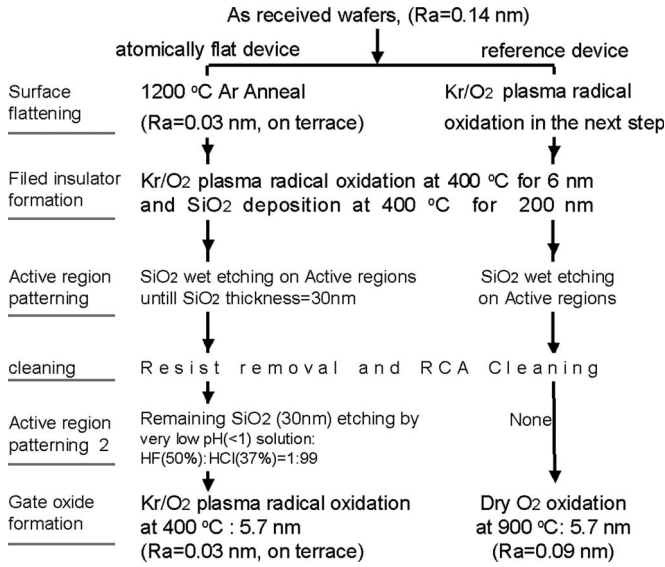 As received wafers, (Ra=0.14 nm)
atomically flat device
reference device
Surface
flattening
1200 ºC Ar Anneal
(Ra=0.03 nm, on terrace)
Kr/O2 plasma radical
oxidation in the next step
Filed insulator
formation
Kr/O2 plasma radical oxidation at 400 ºC for 6 nm
and SiO2 deposition at 400 ºC for 200 nm
Active region
patterning
SiO2 wet etching on Active regions
untill SiO2 thickness=30nm
SiO2 wet etching
on Active regions
cleaning
Resist removal and RCA Cleaning
Active region
patterning 2
Remaining SiO2 (30nm) etching by
very low pH(<1) solution:
HF(50%):HCl(37%)=1:99
None
Gate oxide
formation
Kr/O2 plasma radical oxidation
at 400 ºC : 5.7 nm
(Ra=0.03 nm, on terrace)
Dry O2 oxidation
at 900 ºC: 5.7 nm
(Ra=0.09 nm)